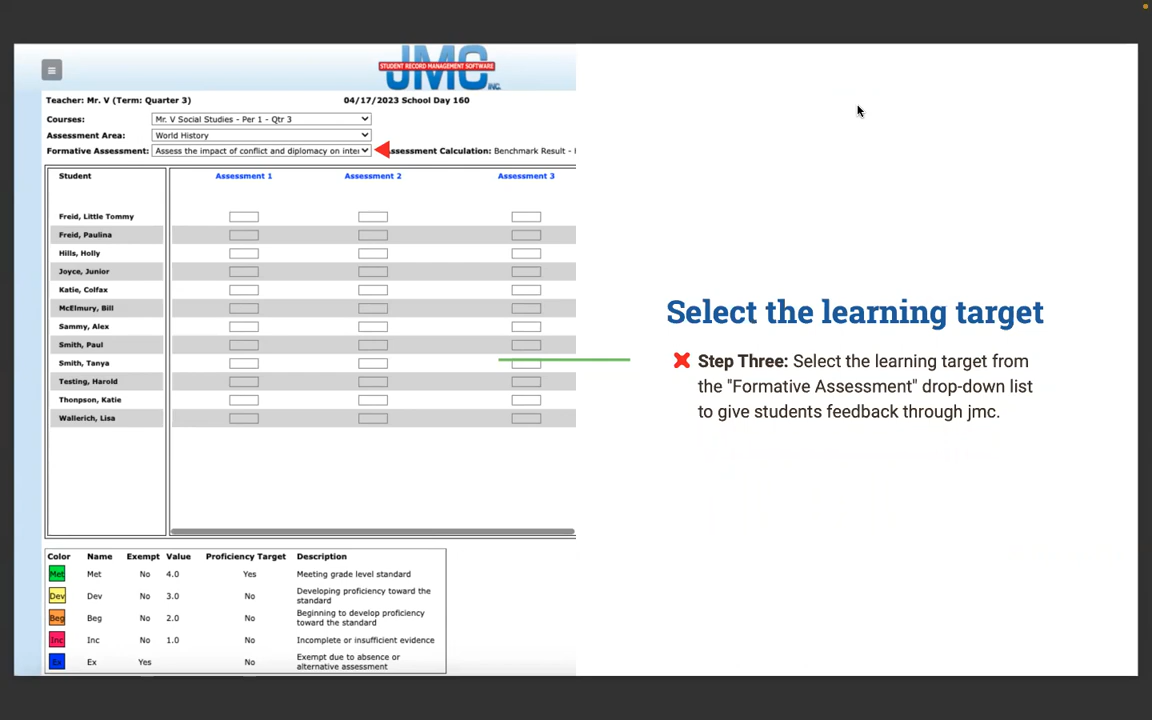 JMC
STUDENT RECORD MANAGEMENT SOFTWARE
INC.
Teacher: Mr. V (Term: Quarter 3) 04/17/2023 School Day 160
Courses: Mr. V Social Studies - Per 1 - Qtr 3
Assessment Area: World History
Formative Assessment: Assess the impact of conflict and diplomacy on inter ssessment Calculation: Benchmark Result -
Student Assessment 1 Assessment 2 Assessment 3
Freid, Little Tommy
Freid, Paulina
Hills, Holly
Joyce, Junior
Katie, Colfax
McElmury, Bill
Sammy, Alex
Smith, Paul
Smith, Tanya
Testing, Harold
Thonpson, Katie
Wallerich, Lisa
Color Name Exempt Value Proficiency Target Description
Met Met No 4.0 Yes Meeting grade level standard
Dev Dev No 3.0 No Developing proficiency toward the
standard
Beg Beg No 2.0 No Beginning to develop proficiency
toward the standard
Inc Inc No 1.0 No Incomplete or insufficient evidence
Ex Ex Yes No Exempt due to absence or
alternative assessment
Select the learning target
Step Three: Select the learning target from
the "Formative Assessment" drop-down list
to give students feedback through jmc.